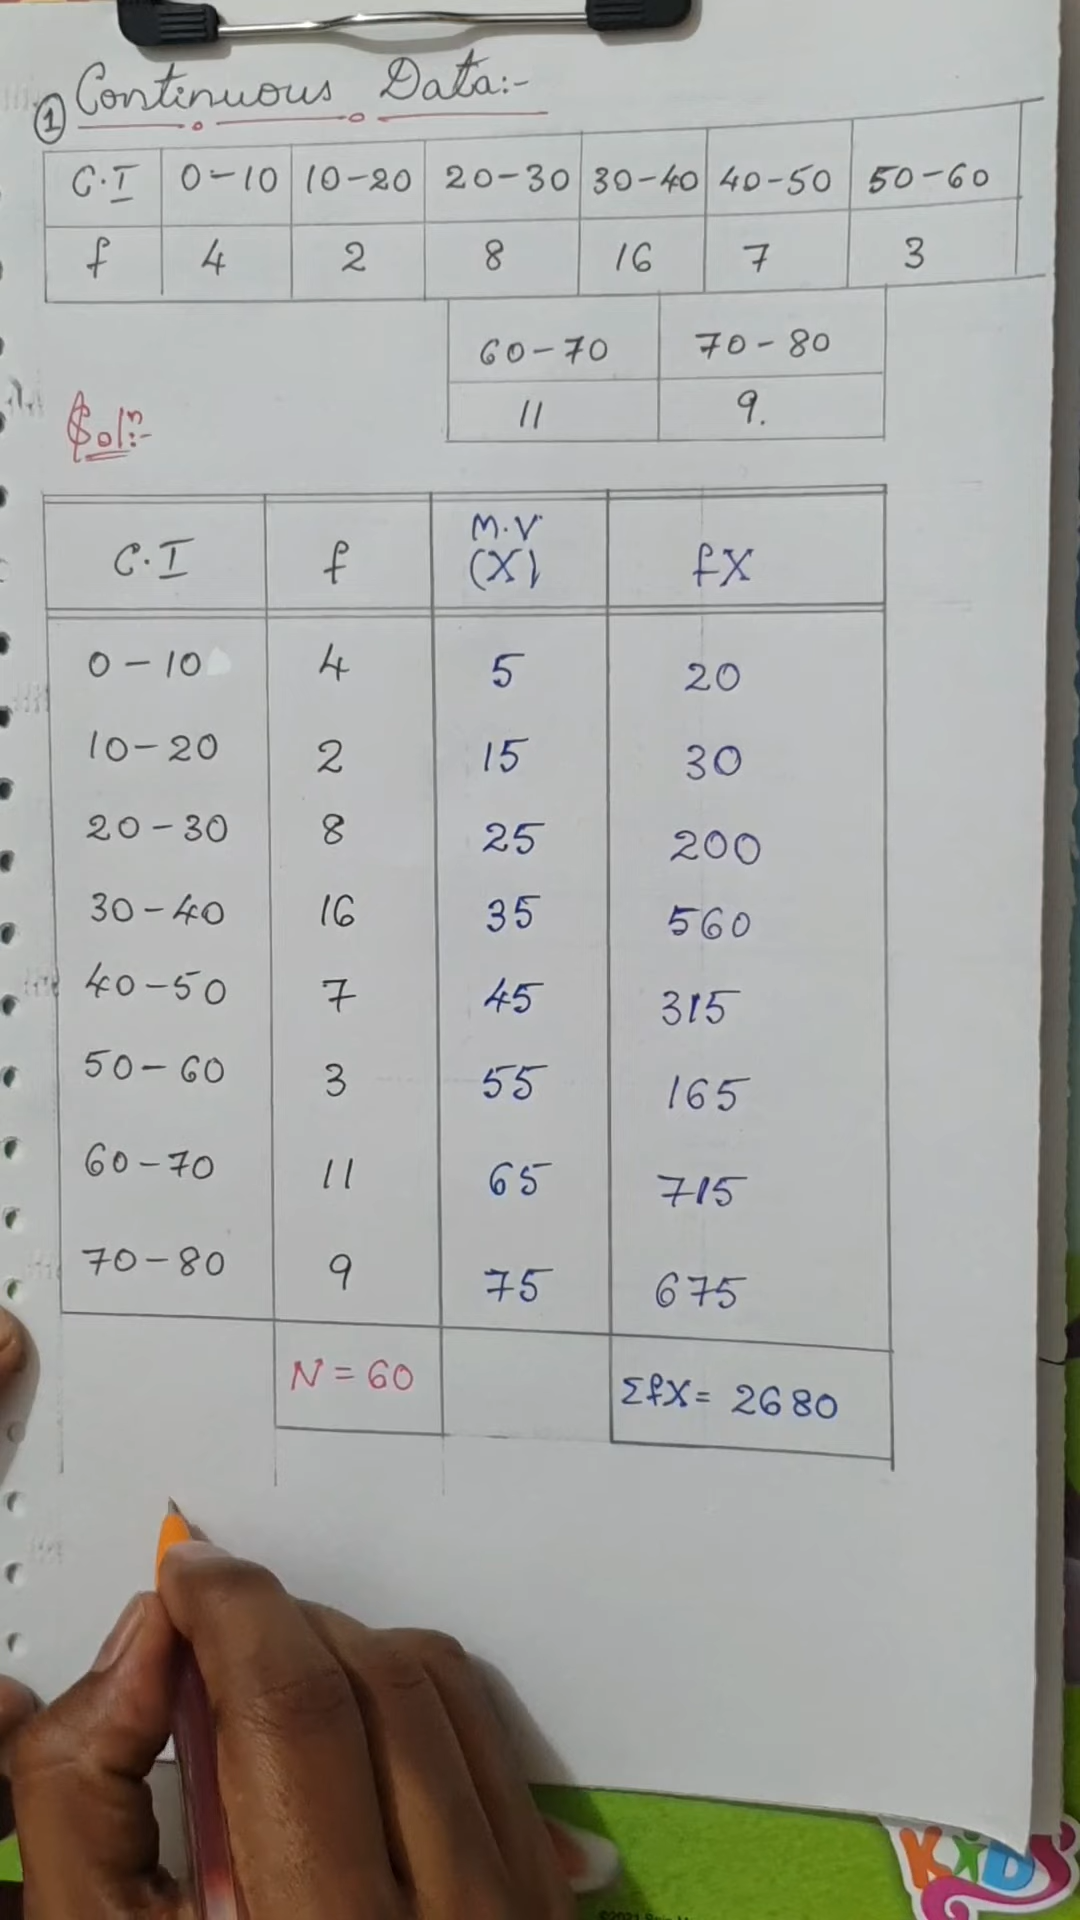 ① Continuous Data:-
C.I 0-10 10-20 20-30 30-40 40-50 50-60
f 4 2 8 16 7 3
60-70 70-80
11 9.
Solⁿ:-
C.I f M.V. (X) fX
0-10 4 5 20
10-20 2 15 30
20-30 8 25 200
30-40 16 35 560
40-50 7 45 315
50-60 3 55 165
60-70 11 65 715
70-80 9 75 675
N = 60 ΣfX = 2680
KiDS